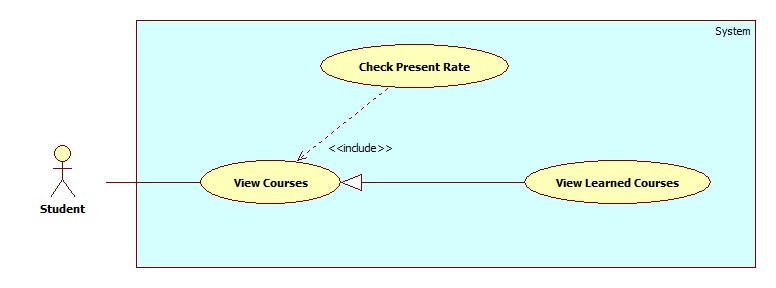 System
Check Present Rate
<<include>>
View Courses
View Learned Courses
Student